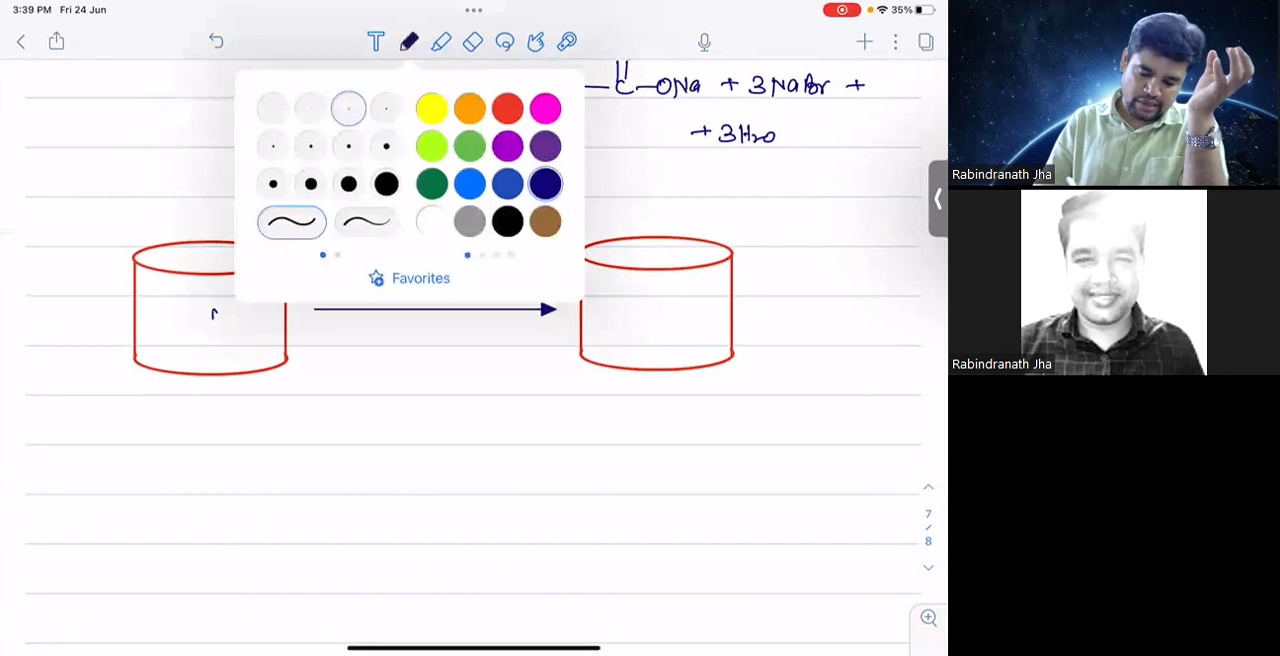 3:39 PM Fri 24 Jun
35%
T
C—ONa + 3NaBr +
+ 3H₂O
Favorites
7
/
8
Rabindranath Jha
Rabindranath Jha